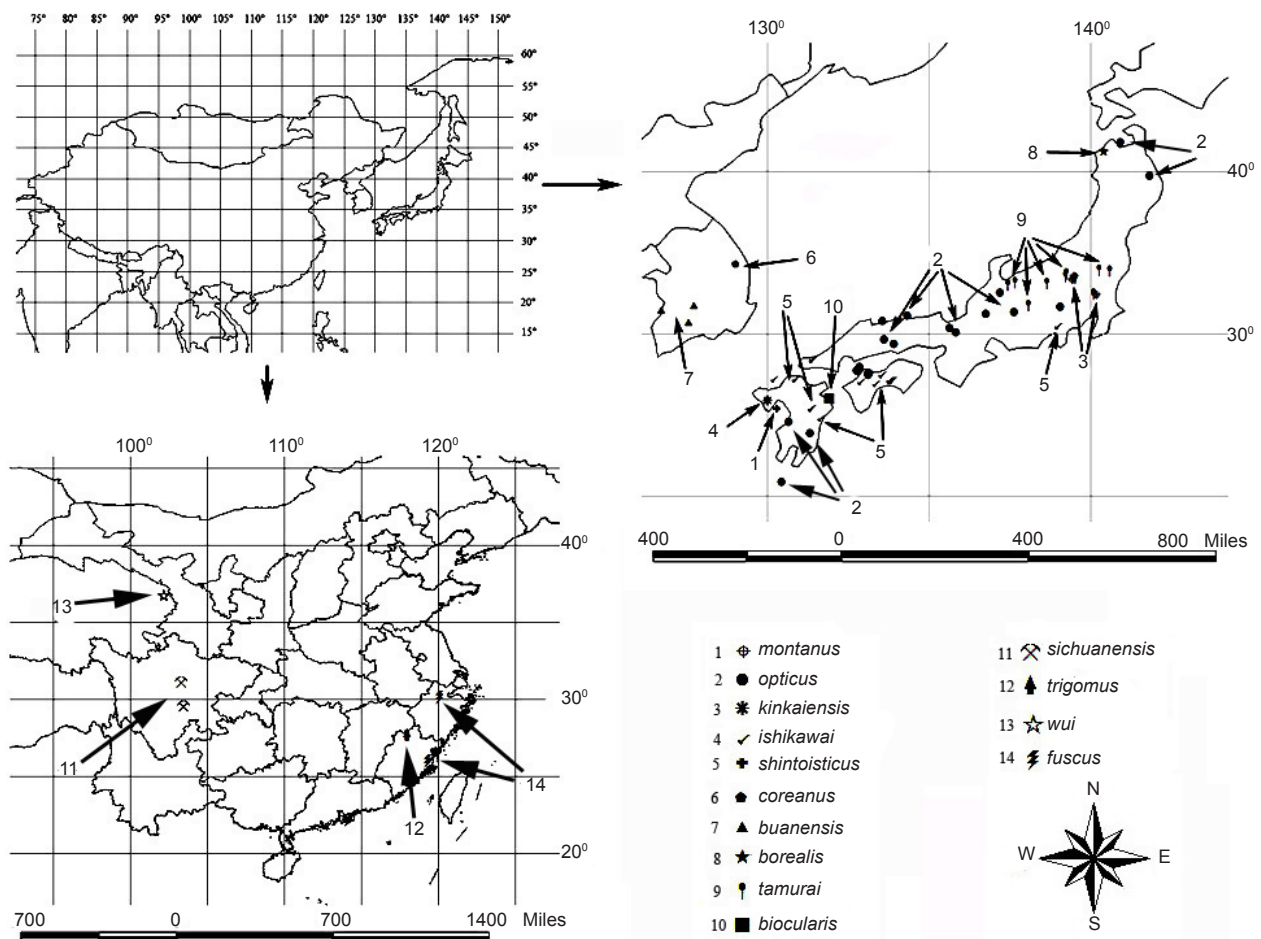 75° 80° 85° 90° 95° 100° 105° 110° 115° 120° 125° 130° 135° 140° 145° 150°
60°
55°
50°
45°
40°
35°
30°
25°
20°
15°
130⁰ 140⁰
8 2
40⁰
9
6 2
5 10
30⁰
7
5 3
4
1 5
2
400 0 400 800 Miles
100⁰ 110⁰ 120⁰
40⁰
13
30⁰
11
14
12
20⁰
700 0 700 1400 Miles
1 montanus
2 opticus
3 kinkaiensis
4 ishikawai
5 shintoisticus
6 coreanus
7 buanensis
8 borealis
9 tamurai
10 biocularis
11 sichuanensis
12 trigomus
13 wui
14 fuscus
N
W E
S